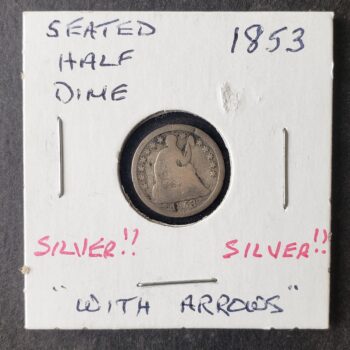 SEATED
HALF
DIME
1853
SILVER!!
SILVER!!
"WITH ARROWS"